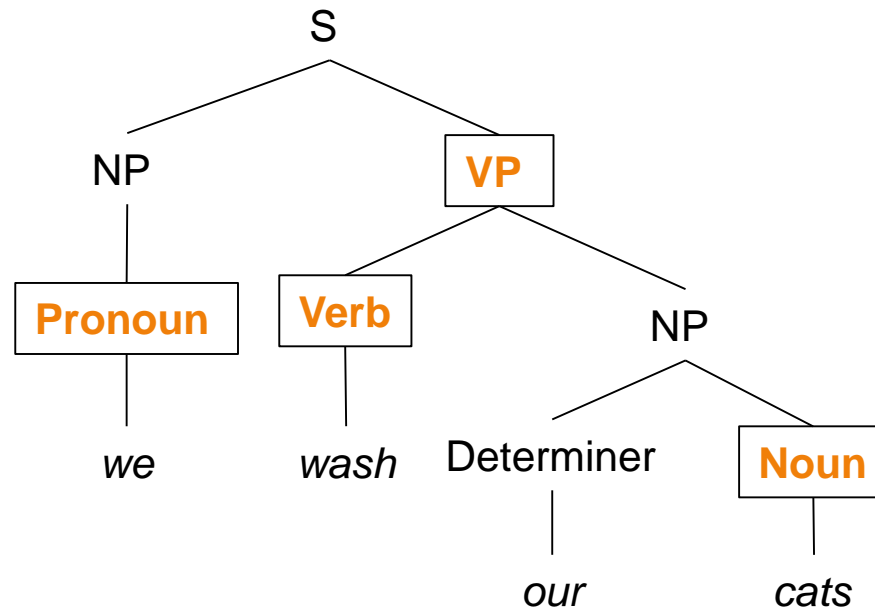 S
NP VP
Pronoun Verb NP
we wash Determiner Noun
our cats